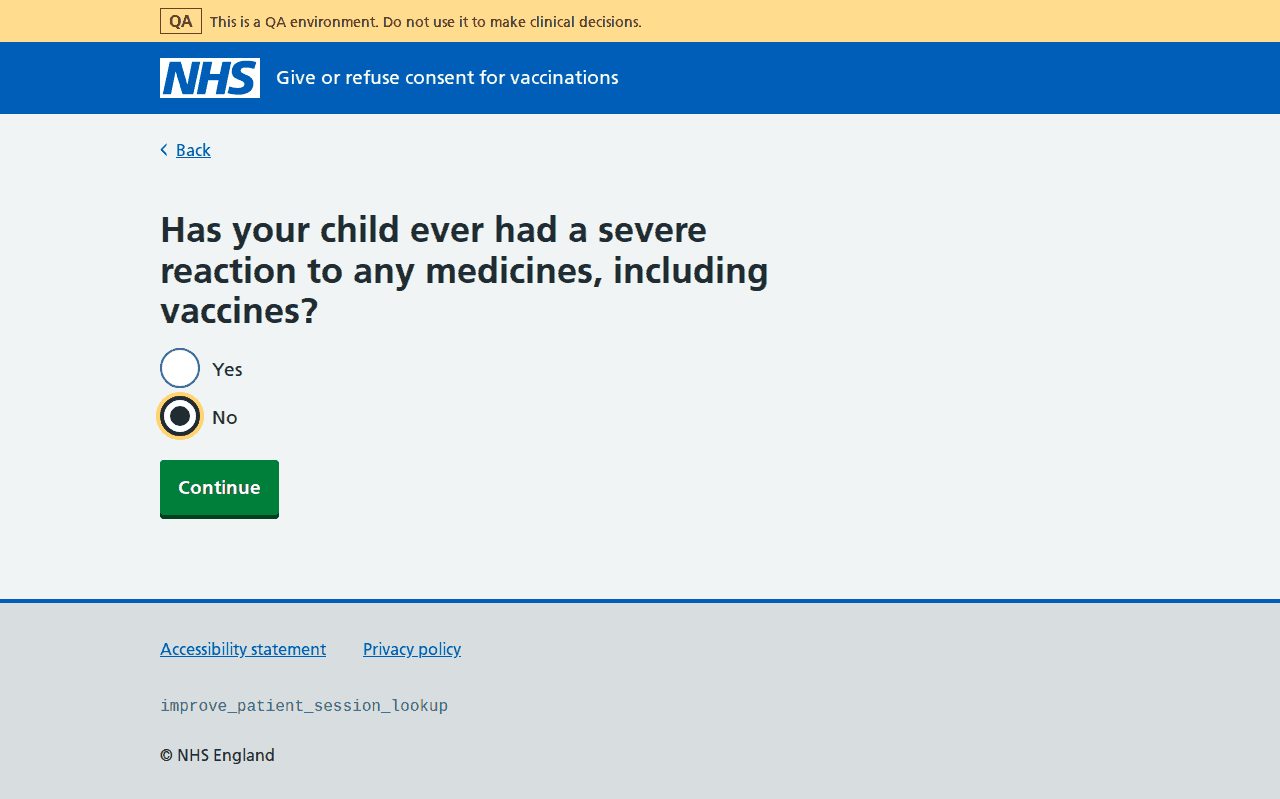 QA This is a QA environment. Do not use it to make clinical decisions.
NHS Give or refuse consent for vaccinations
Back
Has your child ever had a severe
reaction to any medicines, including
vaccines?
Yes
No
Continue
Accessibility statement Privacy policy
improve_patient_session_lookup
© NHS England